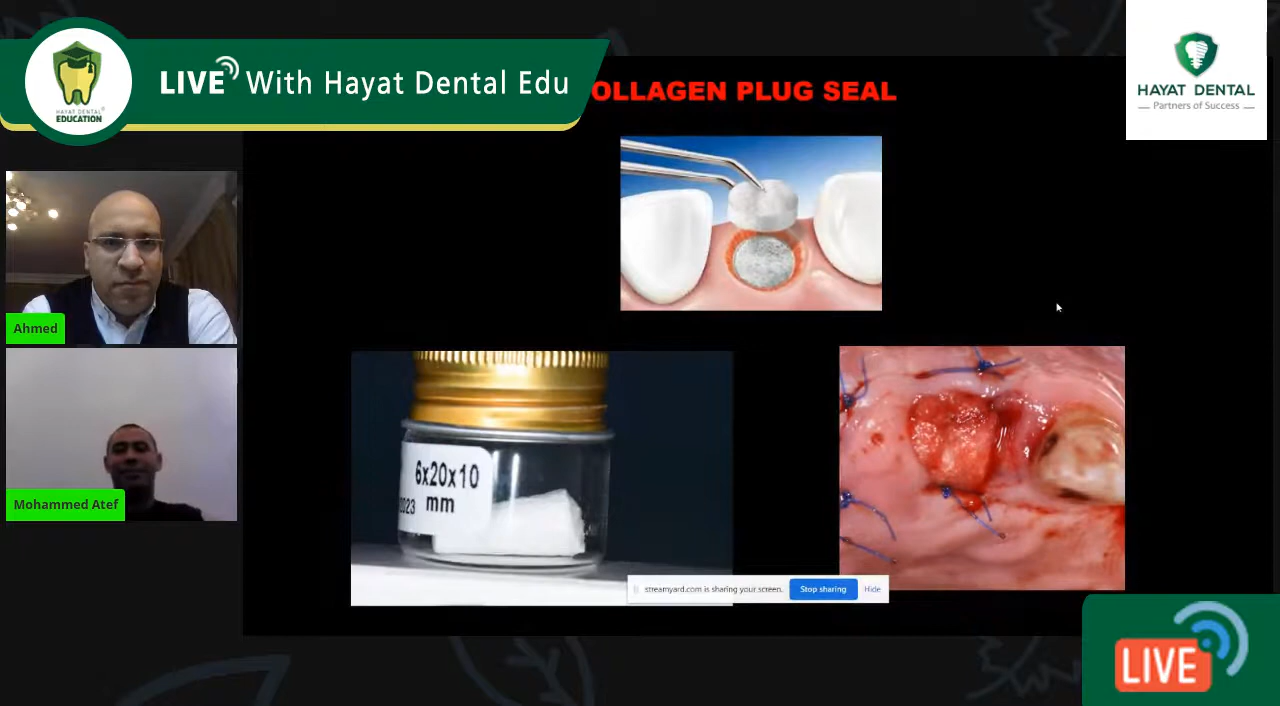 LIVE With Hayat Dental Edu
HAYAT DENTAL
EDUCATION
OLLAGEN PLUG SEAL
HAYAT DENTAL
Partners of Success
Ahmed
Mohammed Atef
6x20x10
2023 mm
streamyard.com is sharing your screen.
Stop sharing
Hide
LIVE